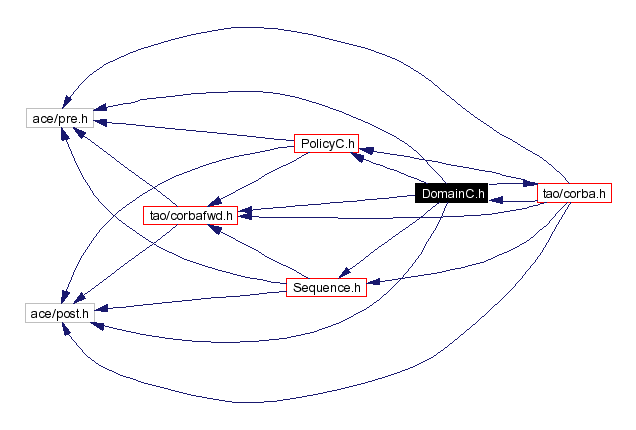 ace/pre.h
PolicyC.h
DomainC.h
tao/corba.h
tao/corbafwd.h
Sequence.h
ace/post.h